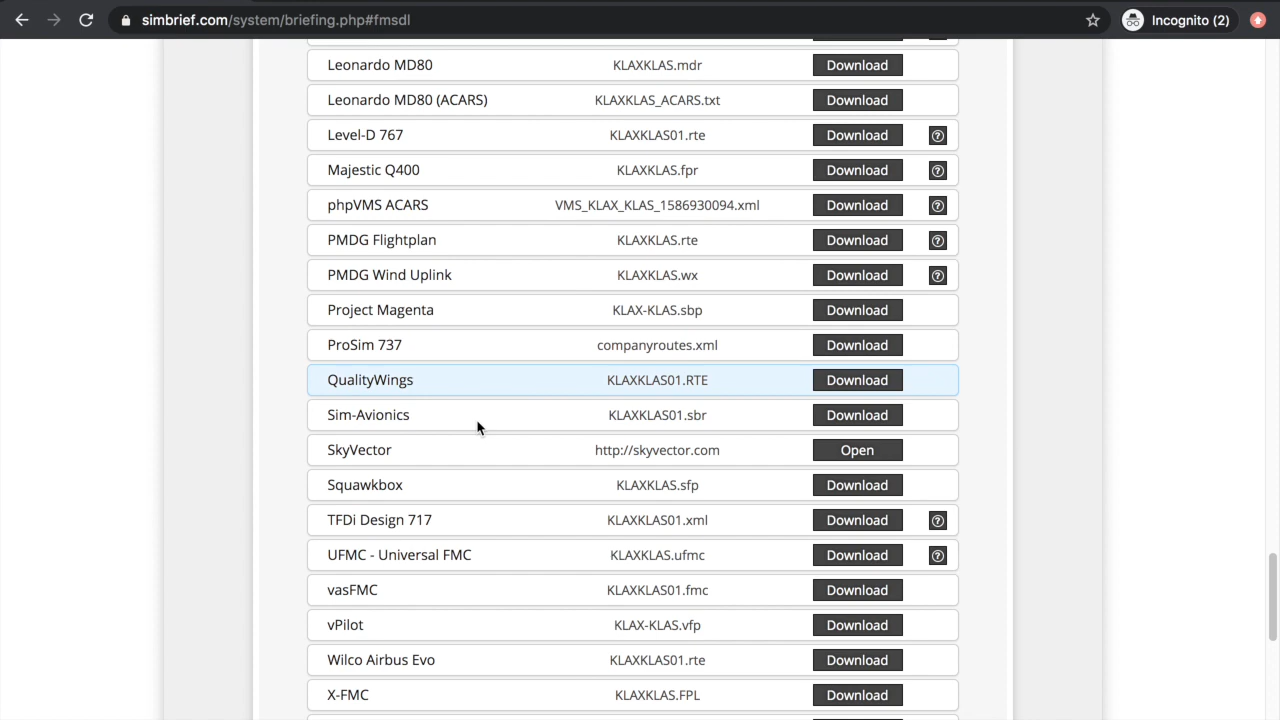 simbrief.com/system/briefing.php#fmsdl
Incognito (2)
Leonardo MD80 KLAXKLAS.mdr Download
Leonardo MD80 (ACARS) KLAXKLAS_ACARS.txt Download
Level-D 767 KLAXKLAS01.rte Download ?
Majestic Q400 KLAXKLAS.fpr Download ?
phpVMS ACARS VMS_KLAX_KLAS_1586930094.xml Download ?
PMDG Flightplan KLAXKLAS.rte Download ?
PMDG Wind Uplink KLAXKLAS.wx Download ?
Project Magenta KLAX-KLAS.sbp Download
ProSim 737 companyroutes.xml Download
QualityWings KLAXKLAS01.RTE Download
Sim-Avionics KLAXKLAS01.sbr Download
SkyVector http://skyvector.com Open
Squawkbox KLAXKLAS.sfp Download
TFDi Design 717 KLAXKLAS01.xml Download ?
UFMC - Universal FMC KLAXKLAS.ufmc Download ?
vasFMC KLAXKLAS01.fmc Download
vPilot KLAX-KLAS.vfp Download
Wilco Airbus Evo KLAXKLAS01.rte Download
X-FMC KLAXKLAS.FPL Download